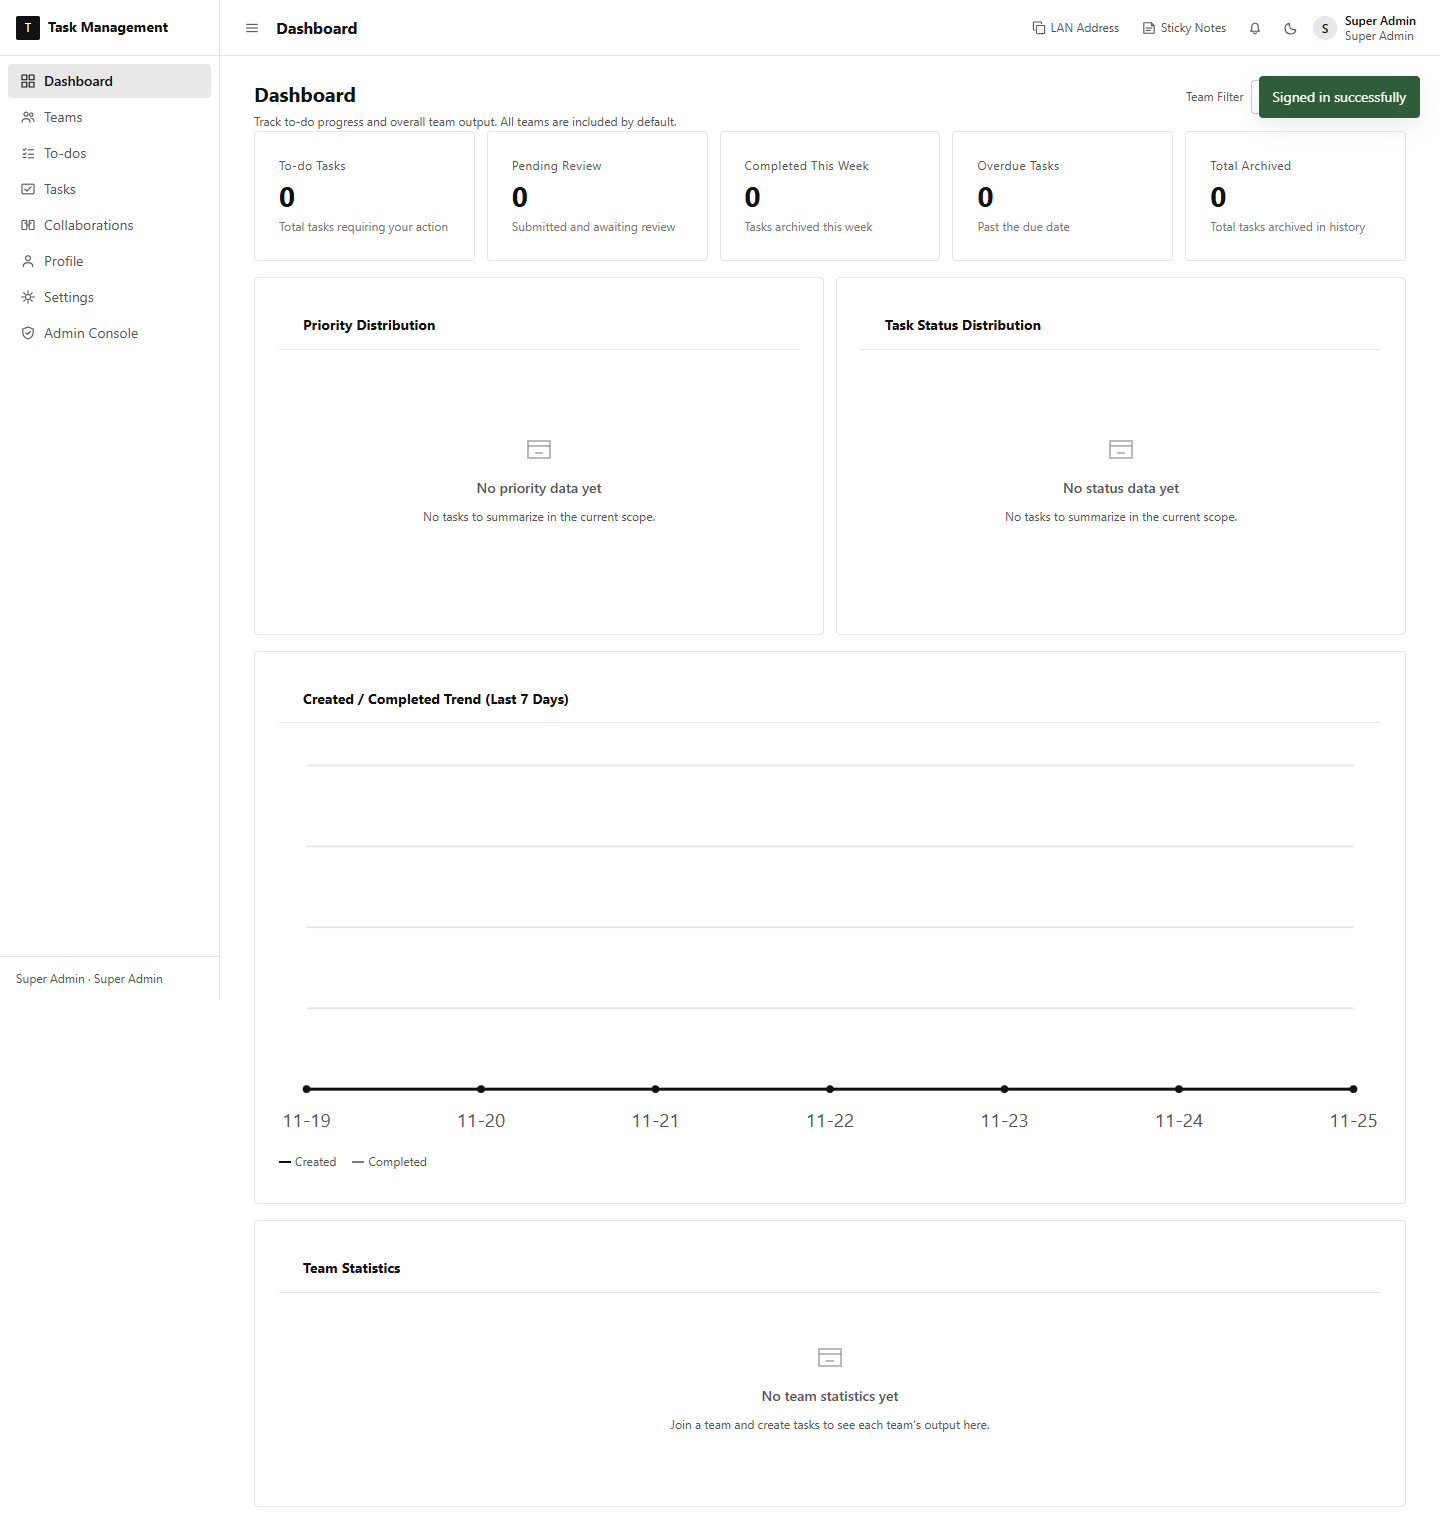 T Task Management
Dashboard
LAN Address
Sticky Notes
S
Super Admin
Super Admin
Dashboard
Teams
To-dos
Tasks
Collaborations
Profile
Settings
Admin Console
Super Admin · Super Admin
Dashboard
Track to-do progress and overall team output. All teams are included by default.
Team Filter
Signed in successfully
To-do Tasks
0
Total tasks requiring your action
Pending Review
0
Submitted and awaiting review
Completed This Week
0
Tasks archived this week
Overdue Tasks
0
Past the due date
Total Archived
0
Total tasks archived in history
Priority Distribution
No priority data yet
No tasks to summarize in the current scope.
Task Status Distribution
No status data yet
No tasks to summarize in the current scope.
Created / Completed Trend (Last 7 Days)
11-19 11-20 11-21 11-22 11-23 11-24 11-25
Created Completed
Team Statistics
No team statistics yet
Join a team and create tasks to see each team's output here.